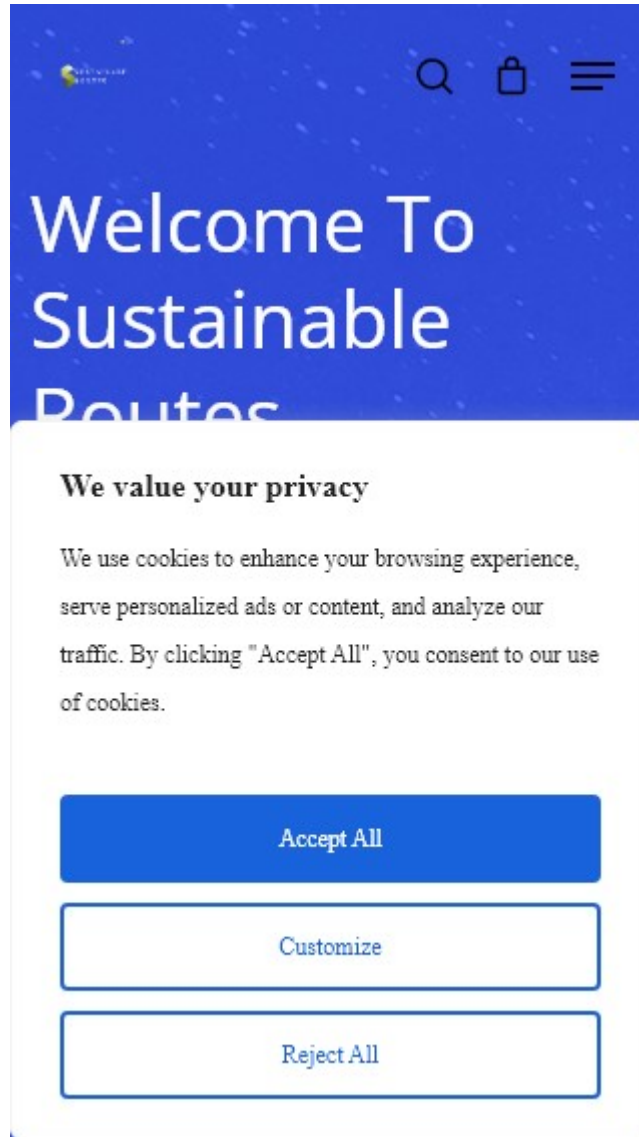 Welcome To
Sustainable
Routes
We value your privacy
We use cookies to enhance your browsing experience,
serve personalized ads or content, and analyze our
traffic. By clicking "Accept All", you consent to our use
of cookies.
Accept All
Customize
Reject All